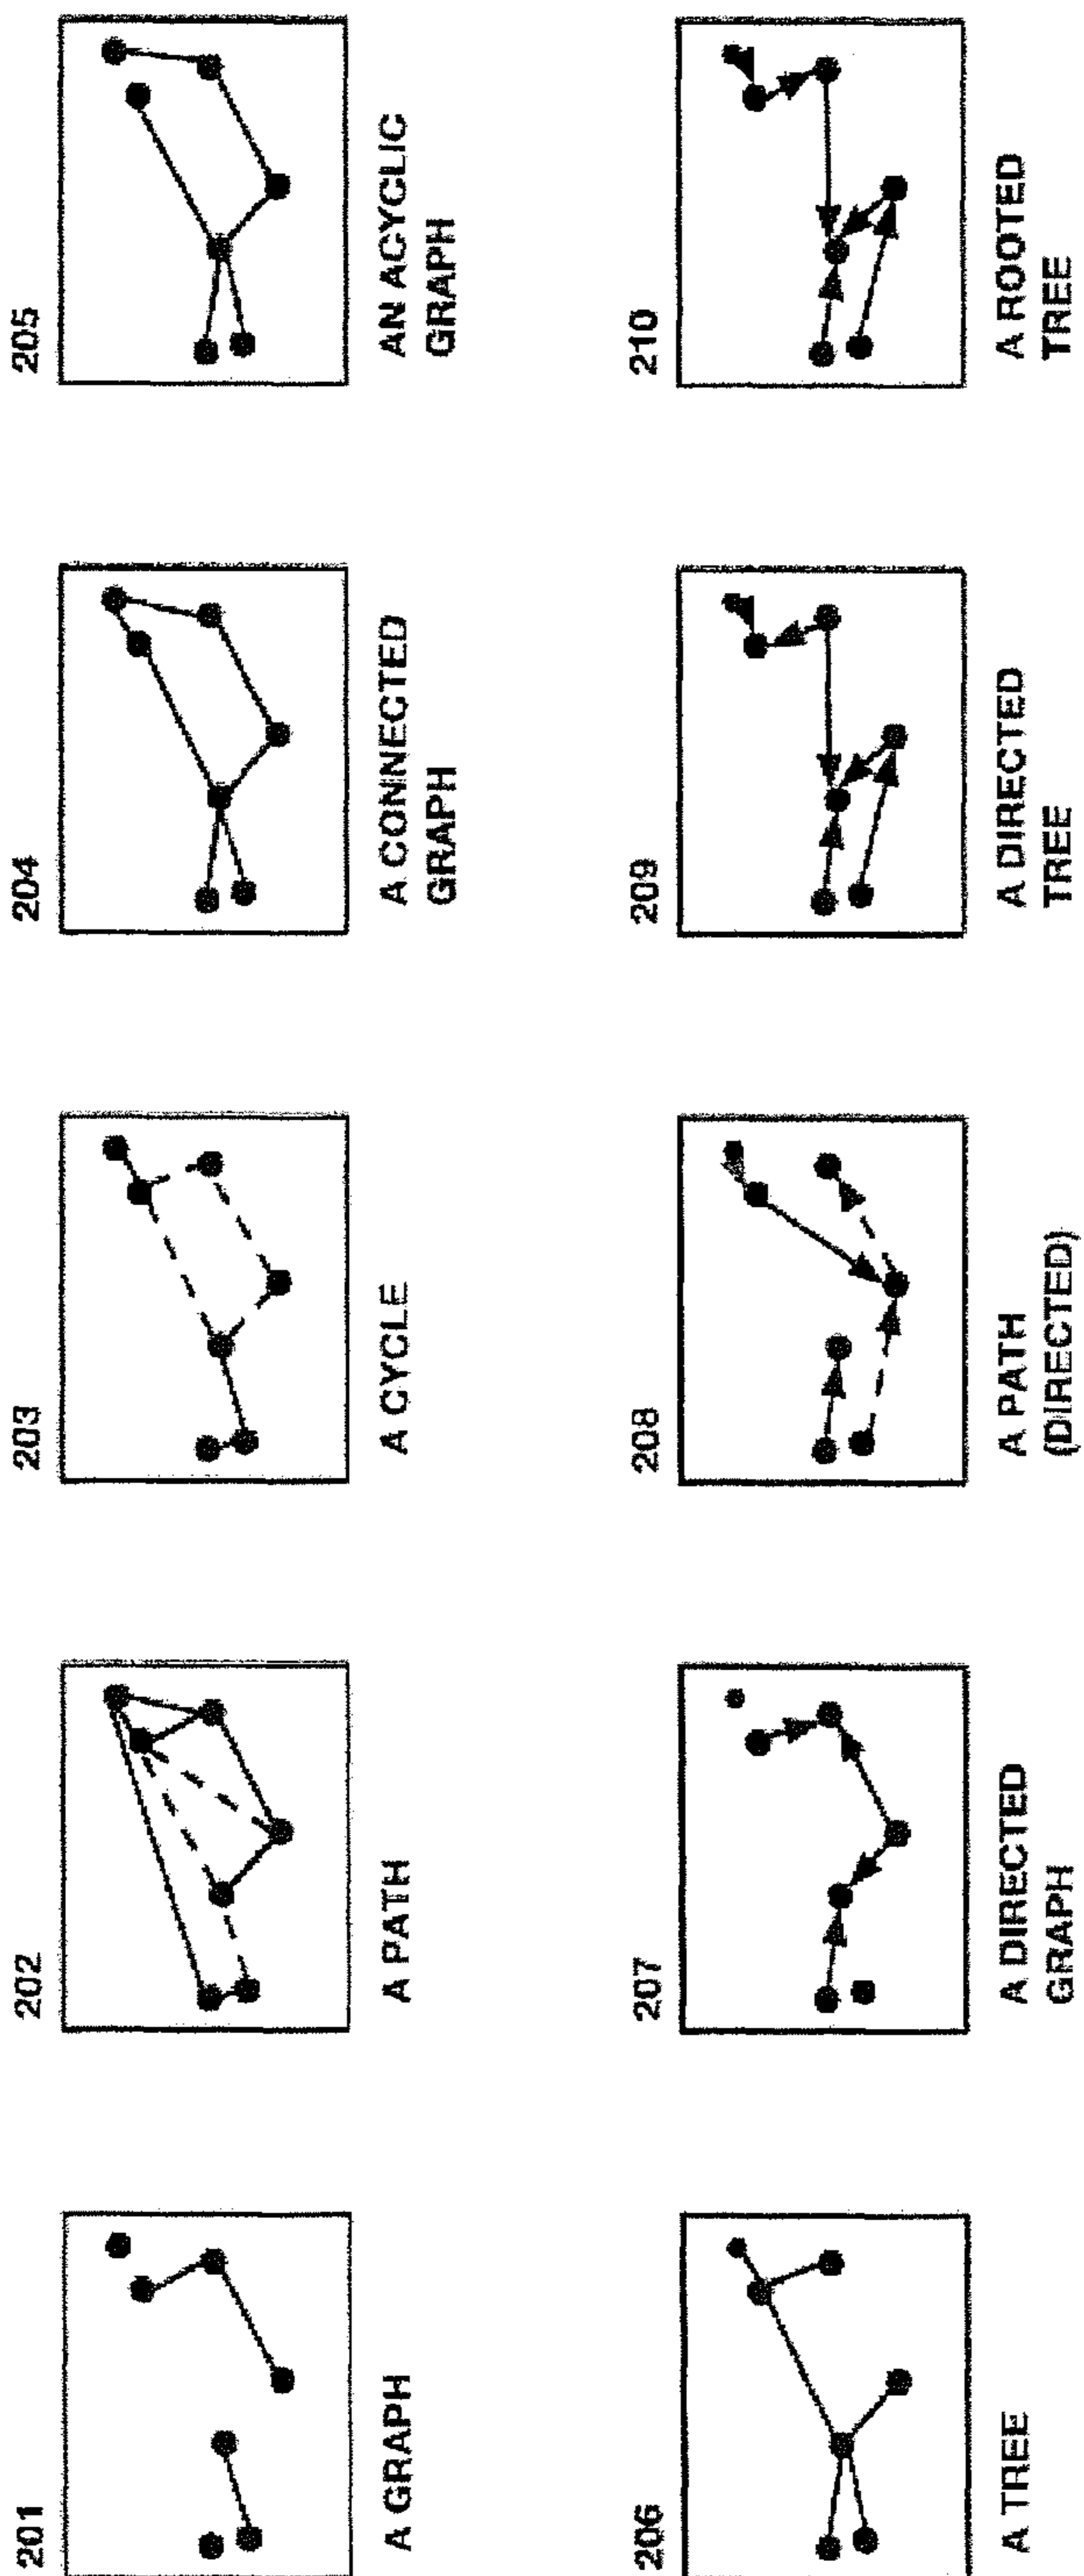 201
A GRAPH
202
A PATH
203
A CYCLE
204
A CONNECTED
GRAPH
205
AN ACYCLIC
GRAPH
206
A TREE
207
A DIRECTED
GRAPH
208
A PATH
(DIRECTED)
209
A DIRECTED
TREE
210
A ROOTED
TREE